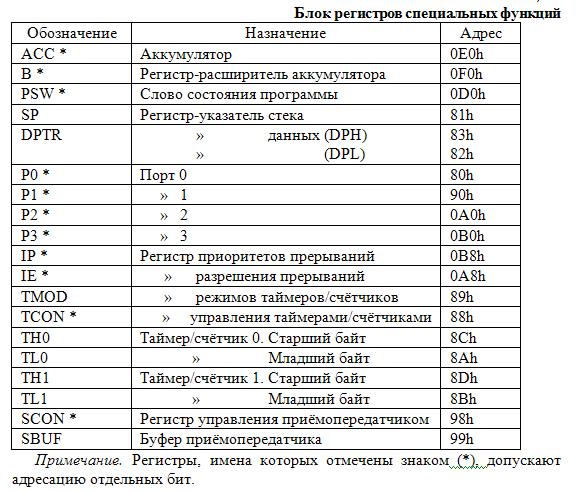 Блок регистров специальных функций
Обозначение Назначение Адрес
ACC * Аккумулятор 0E0h
B * Регистр-расширитель аккумулятора 0F0h
PSW * Слово состояния программы 0D0h
SP Регистр-указатель стека 81h
DPTR » данных (DPH) 83h
» (DPL) 82h
P0 * Порт 0 80h
P1 * » 1 90h
P2 * » 2 0A0h
P3 * » 3 0B0h
IP * Регистр приоритетов прерываний 0B8h
IE * » разрешения прерываний 0A8h
TMOD » режимов таймеров/счётчиков 89h
TCON * » управления таймерами/счётчиками 88h
TH0 Таймер/счётчик 0. Старший байт 8Ch
TL0 » Младший байт 8Ah
TH1 Таймер/счётчик 1. Старший байт 8Dh
TL1 » Младший байт 8Bh
SCON * Регистр управления приёмопередатчиком 98h
SBUF Буфер приёмопередатчика 99h
Примечание. Регистры, имена которых отмечены знаком (*), допускают
адресацию отдельных бит.